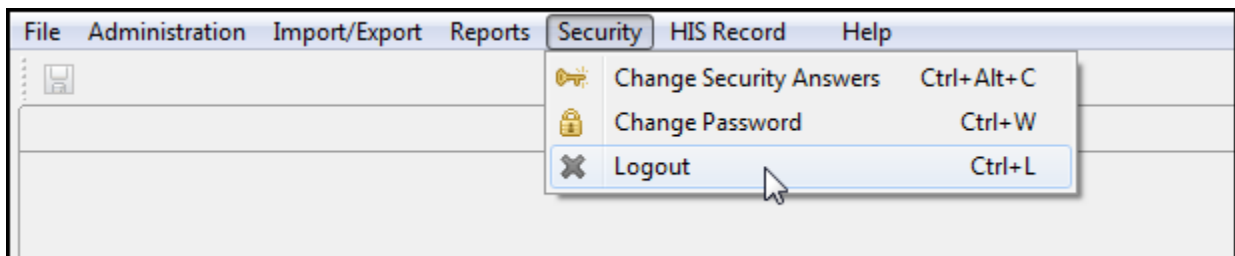 File Administration Import/Export Reports Security HIS Record Help
Change Security Answers Ctrl+Alt+C
Change Password Ctrl+W
Logout Ctrl+L